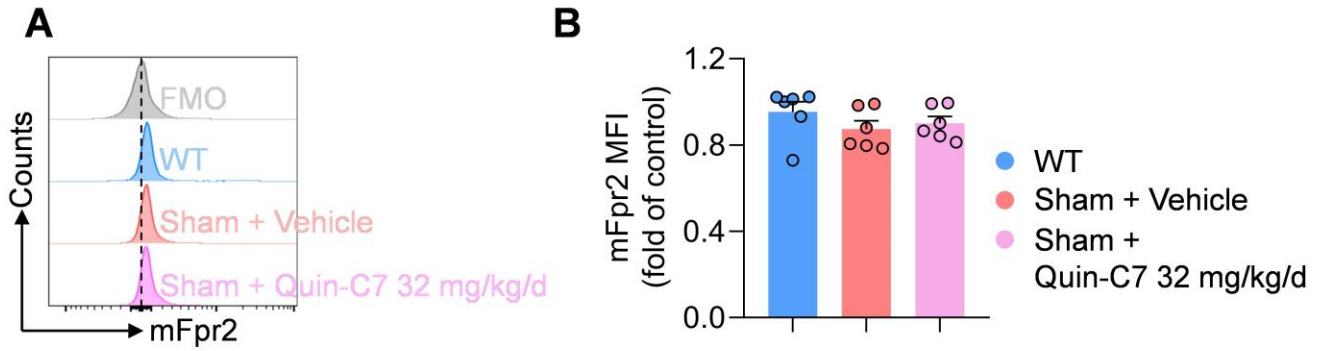 A
FMO
WT
Sham + Vehicle
Sham + Quin-C7 32 mg/kg/d
Counts
mFpr2
B
mFpr2 MFI
(fold of control)
1.2
0.8
0.4
0.0
WT
Sham + Vehicle
Sham +
Quin-C7 32 mg/kg/d